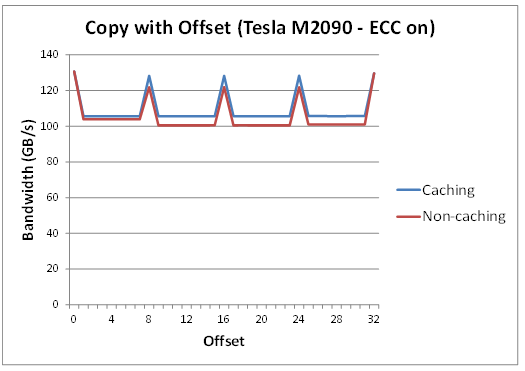 Copy with Offset (Tesla M2090 - ECC on)
140
120
100
80
60
40
20
0
Bandwidth (GB/s)
0 4 8 12 16 20 24 28 32
Offset
Caching
Non-caching